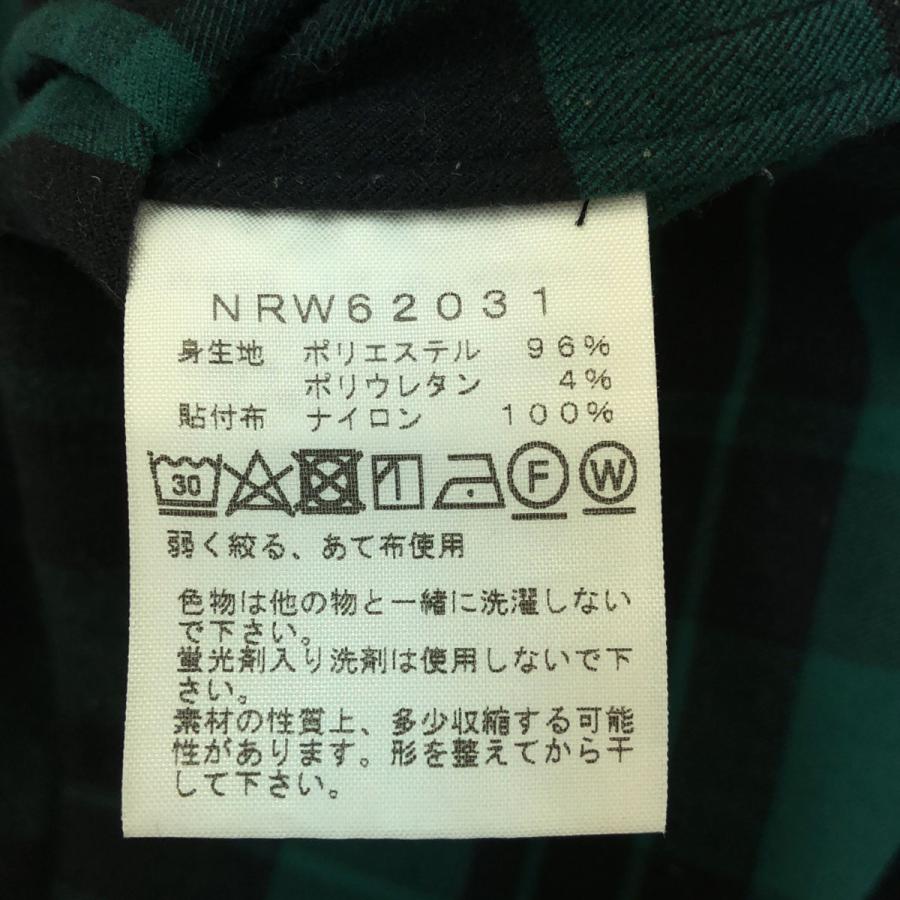 NRW62031
身生地 ポリエステル 96%
ポリウレタン 4%
貼付布 ナイロン 100%
30 F W
弱く絞る、あて布使用
色物は他の物と一緒に洗濯しない
で下さい。
蛍光剤入り洗剤は使用しないで下
さい。
素材の性質上、多少収縮する可能
性があります。形を整えてから干
して下さい。